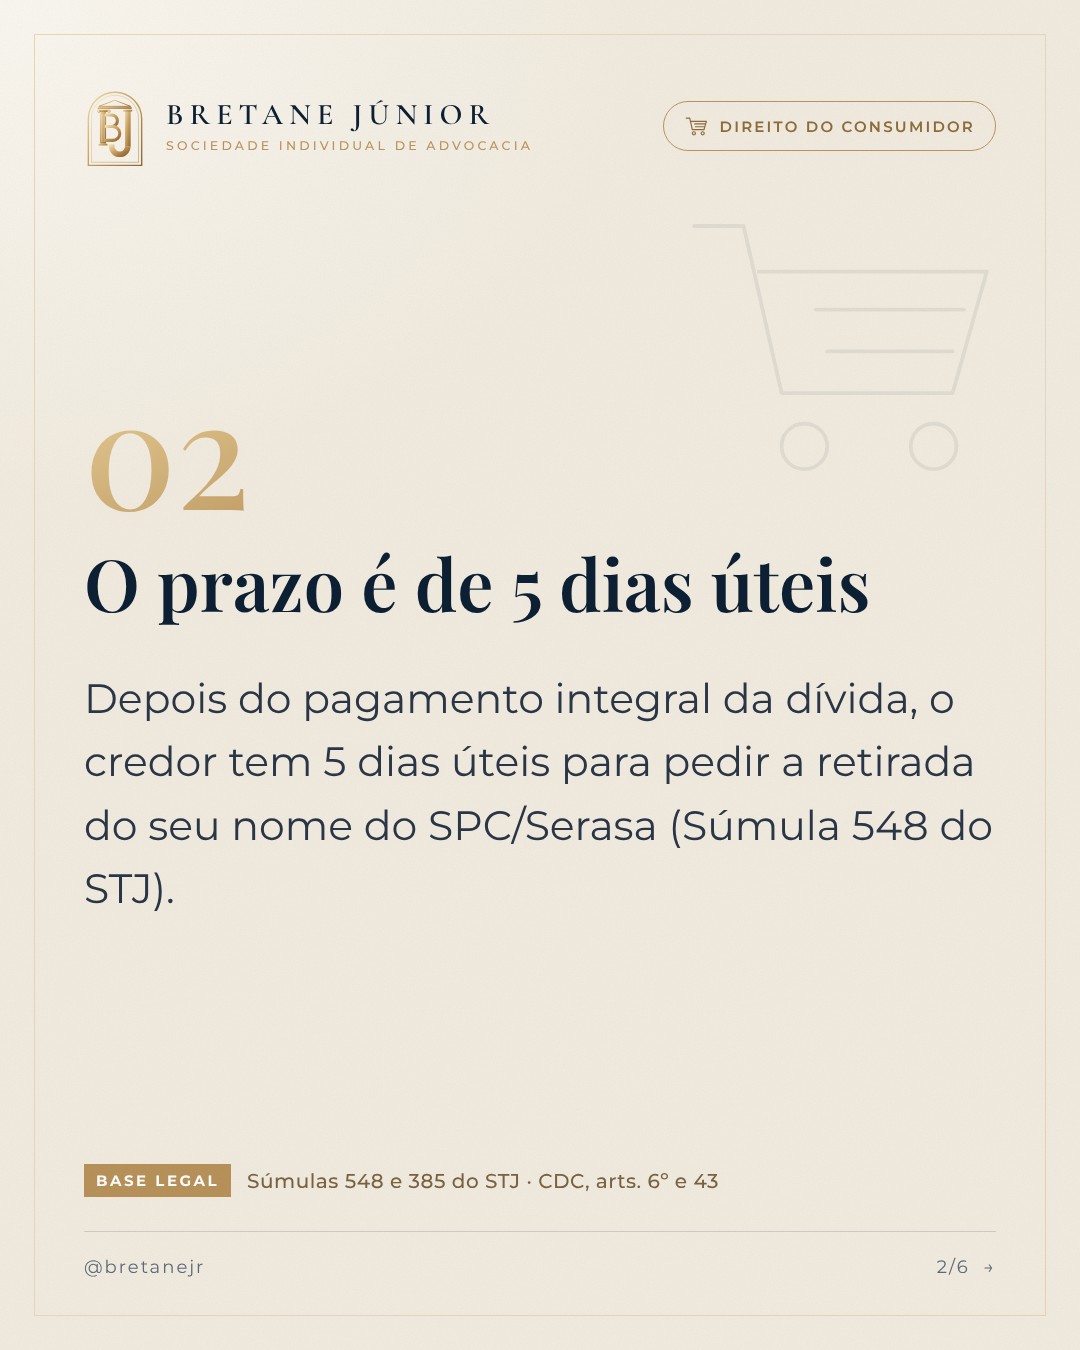 BJ
BRETANE JÚNIOR
SOCIEDADE INDIVIDUAL DE ADVOCACIA
DIREITO DO CONSUMIDOR
02
O prazo é de 5 dias úteis
Depois do pagamento integral da dívida, o
credor tem 5 dias úteis para pedir a retirada
do seu nome do SPC/Serasa (Súmula 548 do
STJ).
BASE LEGAL Súmulas 548 e 385 do STJ · CDC, arts. 6º e 43
@bretanejr
2/6 →